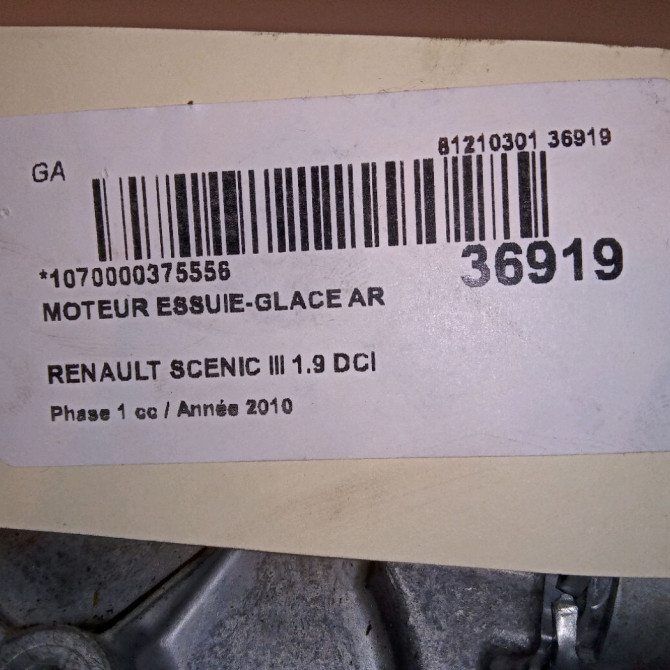 GA
81210301 36919
*1070000375556
36919
MOTEUR ESSUIE-GLACE AR
RENAULT SCENIC III 1.9 DCI
Phase 1 cc / Année 2010